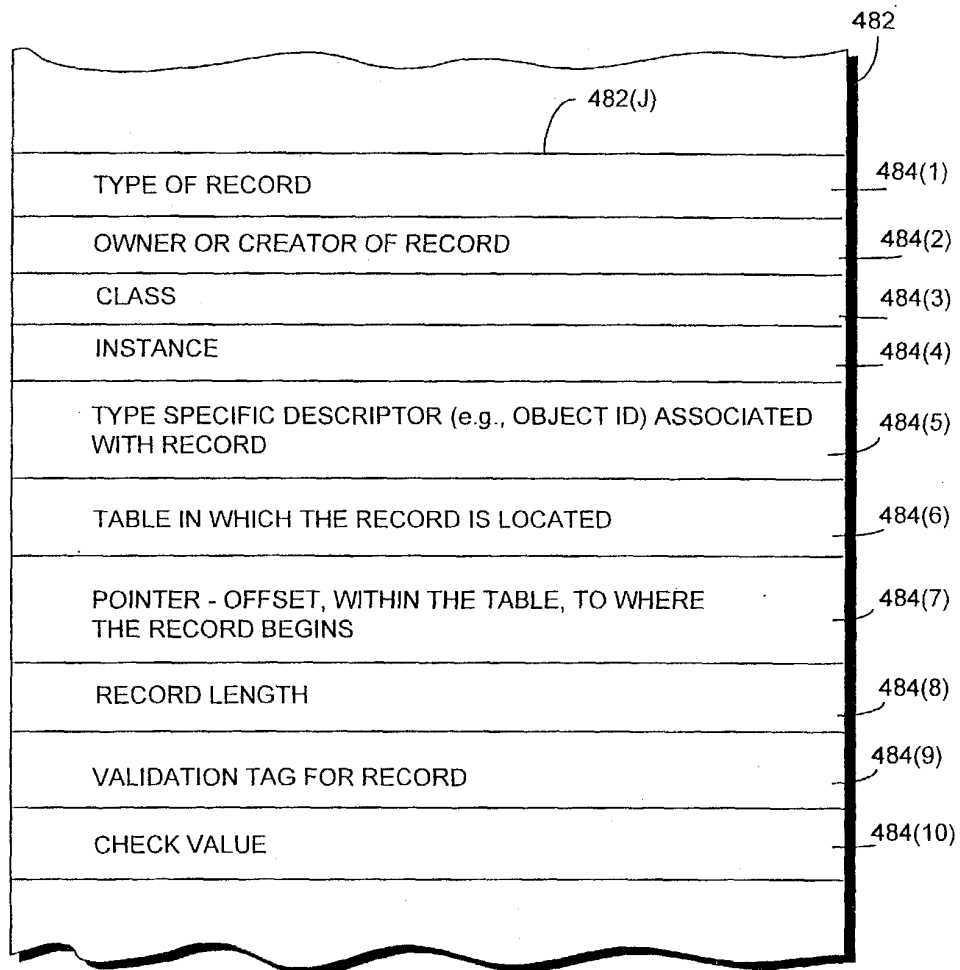 482
482(J)
TYPE OF RECORD
484(1)
OWNER OR CREATOR OF RECORD
484(2)
CLASS
484(3)
INSTANCE
484(4)
TYPE SPECIFIC DESCRIPTOR (e.g., OBJECT ID) ASSOCIATED
WITH RECORD
484(5)
TABLE IN WHICH THE RECORD IS LOCATED
484(6)
POINTER - OFFSET, WITHIN THE TABLE, TO WHERE
THE RECORD BEGINS
484(7)
RECORD LENGTH
484(8)
VALIDATION TAG FOR RECORD
484(9)
CHECK VALUE
484(10)